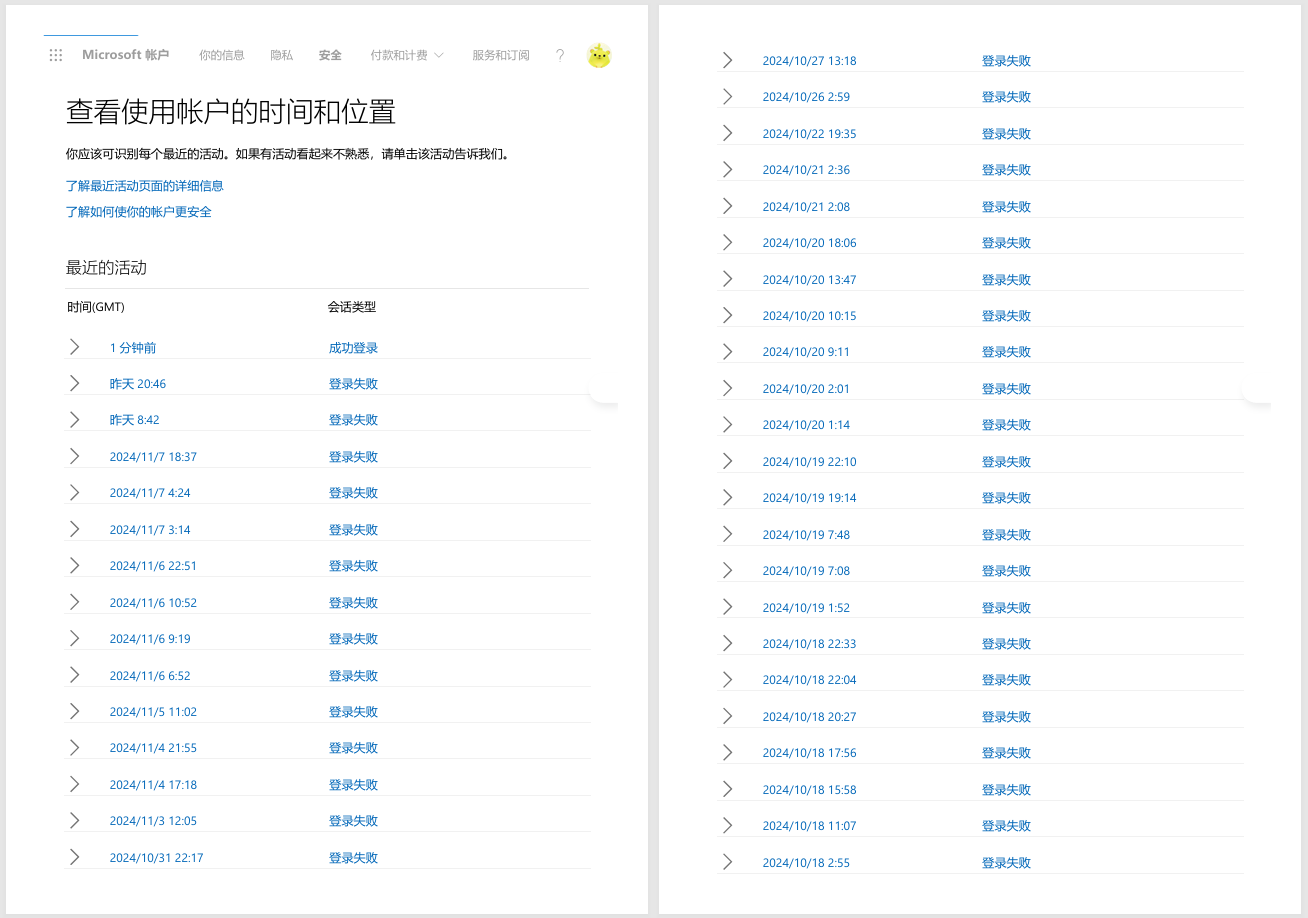 Microsoft 帐户 你的信息 隐私 安全 付款和计费 服务和订阅 ?
查看使用帐户的时间和位置
你应该可识别每个最近的活动。如果有活动看起来不熟悉，请单击该活动告诉我们。
了解最近活动页面的详细信息
了解如何使你的帐户更安全
最近的活动
时间(GMT) 会话类型
1 分钟前 成功登录
昨天 20:46 登录失败
昨天 8:42 登录失败
2024/11/7 18:37 登录失败
2024/11/7 4:24 登录失败
2024/11/7 3:14 登录失败
2024/11/6 22:51 登录失败
2024/11/6 10:52 登录失败
2024/11/6 9:19 登录失败
2024/11/6 6:52 登录失败
2024/11/5 11:02 登录失败
2024/11/4 21:55 登录失败
2024/11/4 17:18 登录失败
2024/11/3 12:05 登录失败
2024/10/31 22:17 登录失败
2024/10/27 13:18 登录失败
2024/10/26 2:59 登录失败
2024/10/22 19:35 登录失败
2024/10/21 2:36 登录失败
2024/10/21 2:08 登录失败
2024/10/20 18:06 登录失败
2024/10/20 13:47 登录失败
2024/10/20 10:15 登录失败
2024/10/20 9:11 登录失败
2024/10/20 2:01 登录失败
2024/10/20 1:14 登录失败
2024/10/19 22:10 登录失败
2024/10/19 19:14 登录失败
2024/10/19 7:48 登录失败
2024/10/19 7:08 登录失败
2024/10/19 1:52 登录失败
2024/10/18 22:33 登录失败
2024/10/18 22:04 登录失败
2024/10/18 20:27 登录失败
2024/10/18 17:56 登录失败
2024/10/18 15:58 登录失败
2024/10/18 11:07 登录失败
2024/10/18 2:55 登录失败